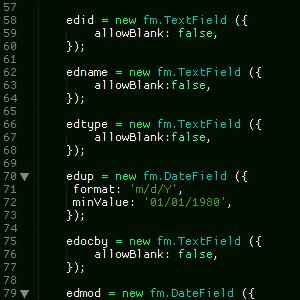 57
58 edid = new fm.TextField ({
59 allowBlank: false,
60 });
61
62 edname = new fm.TextField ({
63 allowBlank:false,
64 });
65
66 edtype = new fm.TextField ({
67 allowBlank:false,
68 });
69
70 edup = new fm.DateField ({
71 format: 'm/d/Y',
72 minValue: '01/01/1980',
73 });
74
75 edocby = new fm.TextField ({
76 allowBlank: false,
77 });
78
79 edmod = new fm.DateField ({